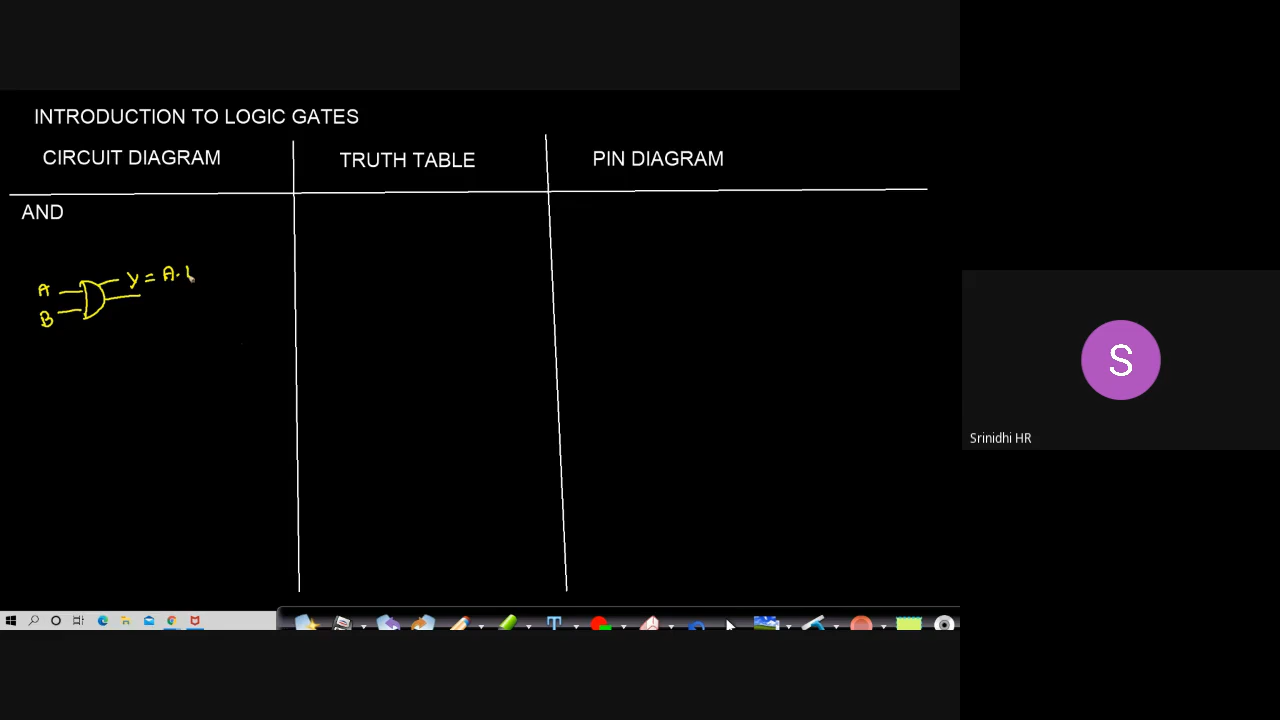 INTRODUCTION TO LOGIC GATES
CIRCUIT DIAGRAM
TRUTH TABLE
PIN DIAGRAM
AND
A
B
Y = A.
S
Srinidhi HR